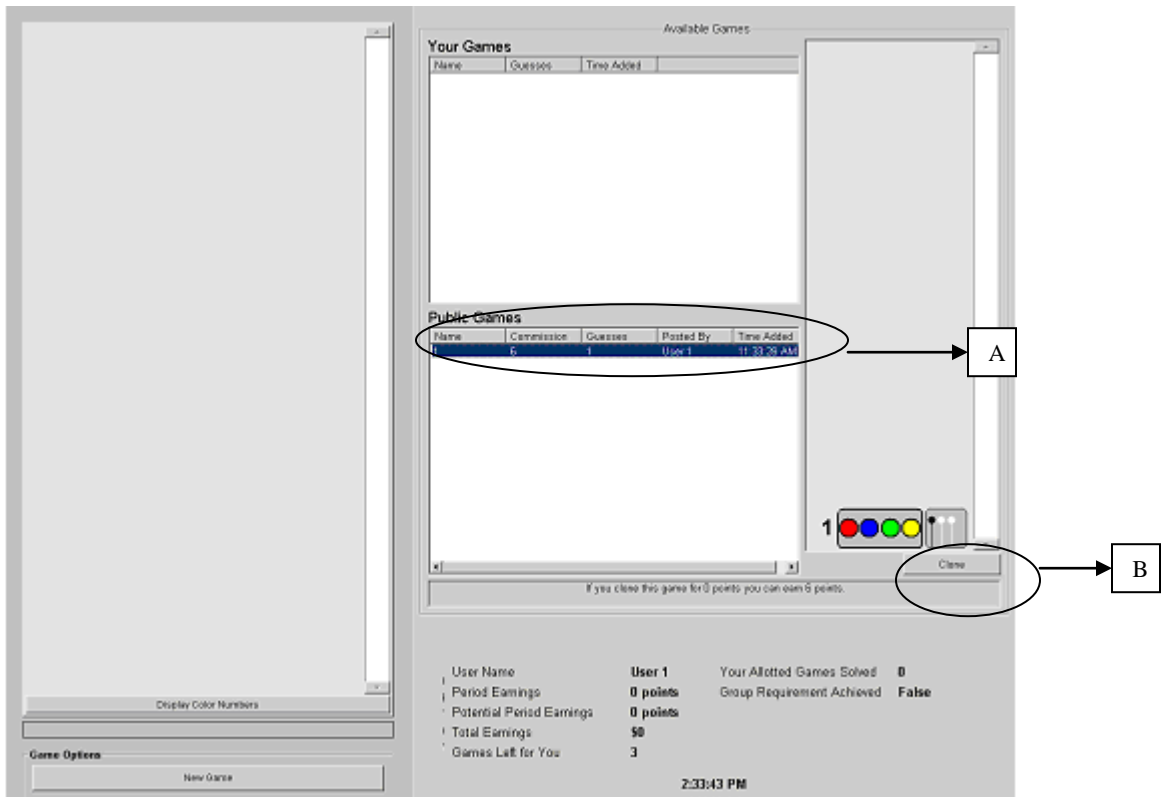 Available Games
Your Games
Name Guesses Time Added
Public Games
Name Commission Guesses Posted By Time Added
1 6 1 User 1 11:33:29 AM
A
1
Clone
B
If you clone this game for 0 points you can earn 6 points.
Display Color Numbers
Game Options
New Game
User Name User 1 Your Allotted Games Solved 0
Period Earnings 0 points Group Requirement Achieved False
Potential Period Earnings 0 points
Total Earnings $0
Games Left for You 3
2:33:43 PM